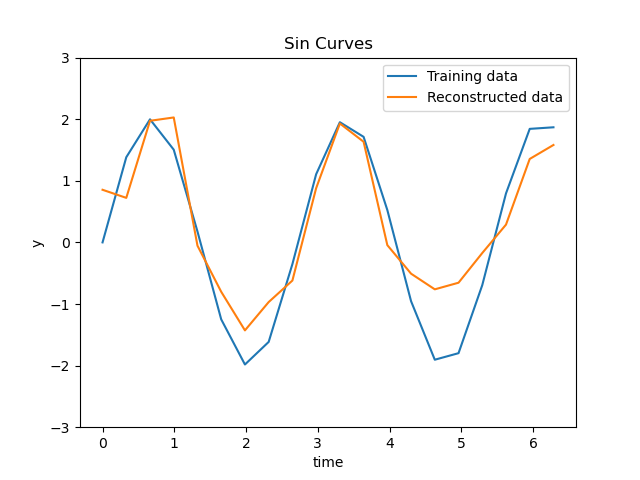 Sin Curves
Training data
Reconstructed data
3
2
1
0
−1
−2
−3
y
0 1 2 3 4 5 6
time